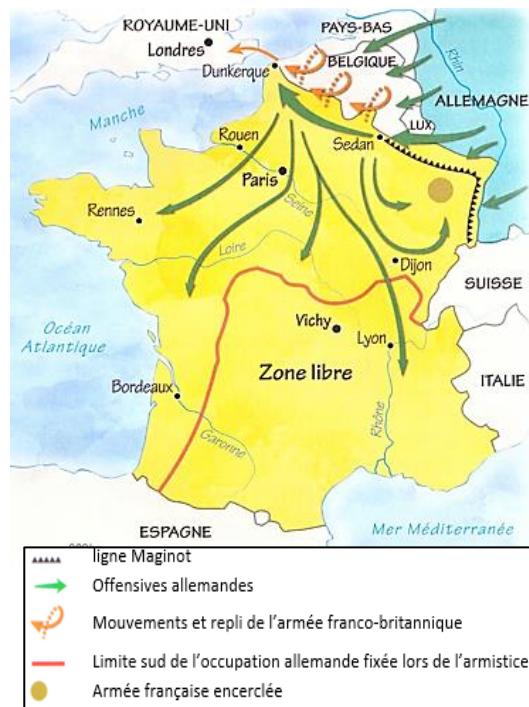 ROYAUME-UNI
Londres
PAYS-BAS
BELGIQUE
Dunkerque
Rhin
ALLEMAGNE
LUX.
Manche
Sedan
Rouen
Paris
Seine
Rennes
Loire
Dijon
SUISSE
Océan
Atlantique
Vichy
Lyon
Zone libre
ITALIE
Bordeaux
Garonne
Rhône
ESPAGNE
Mer Méditerranée
ligne Maginot
Offensives allemandes
Mouvements et repli de l'armée franco-britannique
Limite sud de l'occupation allemande fixée lors de l'armistice
Armée française encerclée